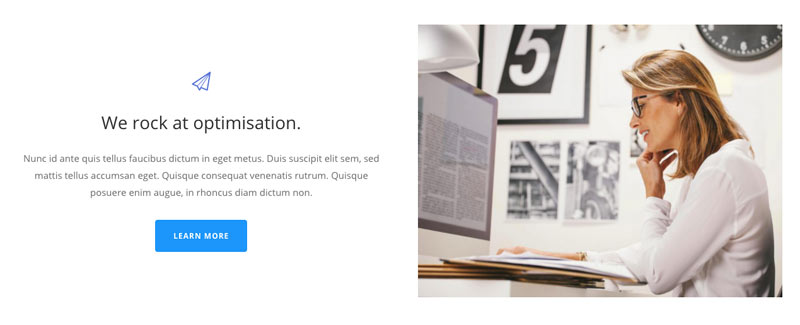 We rock at optimisation.
Nunc id ante quis tellus faucibus dictum in eget metus. Duis suscipit elit sem, sed
mattis tellus accumsan eget. Quisque consequat venenatis rutrum. Quisque
posuere enim augue, in rhoncus diam dictum non.
LEARN MORE
5